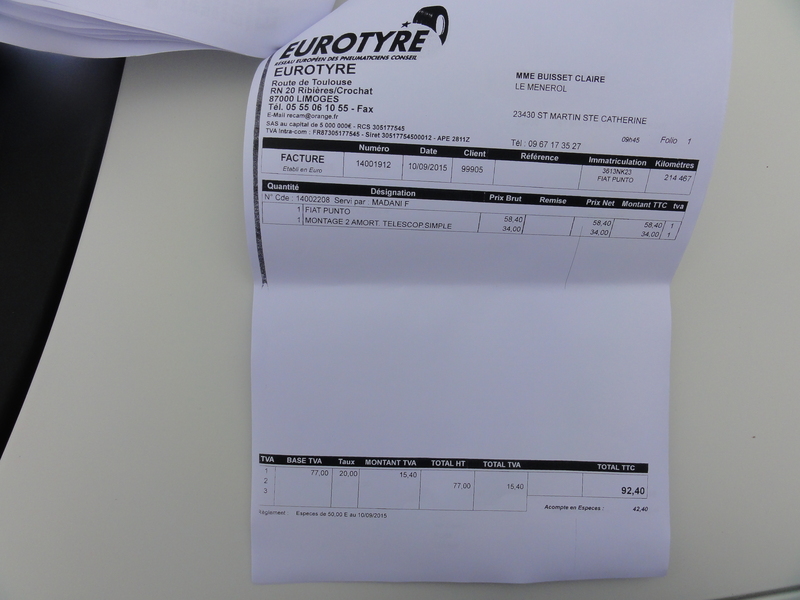 EUROTYRE
RESEAU EUROPÉEN DES PNEUMATICIENS CONSEIL
EUROTYRE
Route de Toulouse
RN 20 Ribières/Crochat
87000 LIMOGES
Tél. 05 55 06 10 55 - Fax
E-Mail recam@orange.fr
SAS au capital de 5 000 000€ - RCS 305177545
TVA Intra-com : FR87305177545 - Siret 30517754500012 - APE 2811Z
MME BUISSET CLAIRE
LE MENEROL
23430 ST MARTIN STE CATHERINE
Tél : 09 67 17 35 27
09h45 Folio 1
FACTURE
Etabli en Euro
Numéro Date Client Référence Immatriculation Kilométres
14001912 10/09/2015 99905 3613NK23 214 467
FIAT PUNTO
Quantité Désignation Prix Brut Remise Prix Net Montant TTC tva
N° Cde : 14002208 Servi par : MADANI F
1 FIAT PUNTO 58,40 58,40 58,40 1
1 MONTAGE 2 AMORT. TELESCOP.SIMPLE 34,00 34,00 34,00 1
TVA BASE TVA Taux MONTANT TVA TOTAL HT TOTAL TVA TOTAL TTC
1 77,00 20,00 15,40
2 77,00 15,40 92,40
3
Règlement : Especes de 50,00 E au 10/09/2015
Acompte en Especes : 42,40